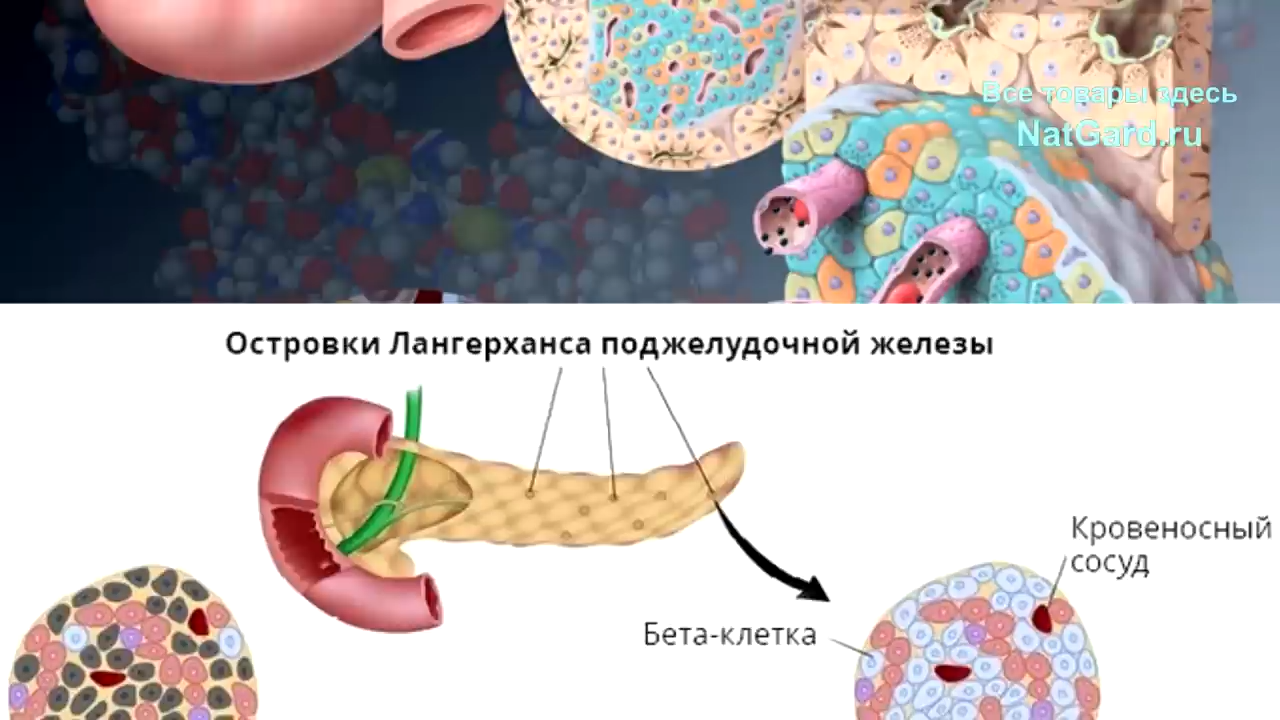 Все товары здесь
NatGard.ru
Островки Лангерханса поджелудочной железы
Кровеносный
сосуд
Бета-клетка